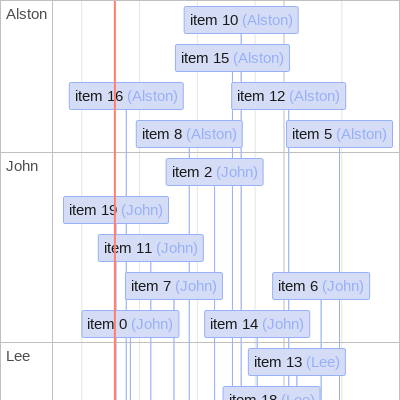 Alston
item 10 (Alston)
item 15 (Alston)
item 16 (Alston)
item 12 (Alston)
item 8 (Alston)
item 5 (Alston)
John
item 2 (John)
item 19 (John)
item 11 (John)
item 7 (John)
item 6 (John)
item 0 (John)
item 14 (John)
Lee
item 13 (Lee)
item 18 (Lee)